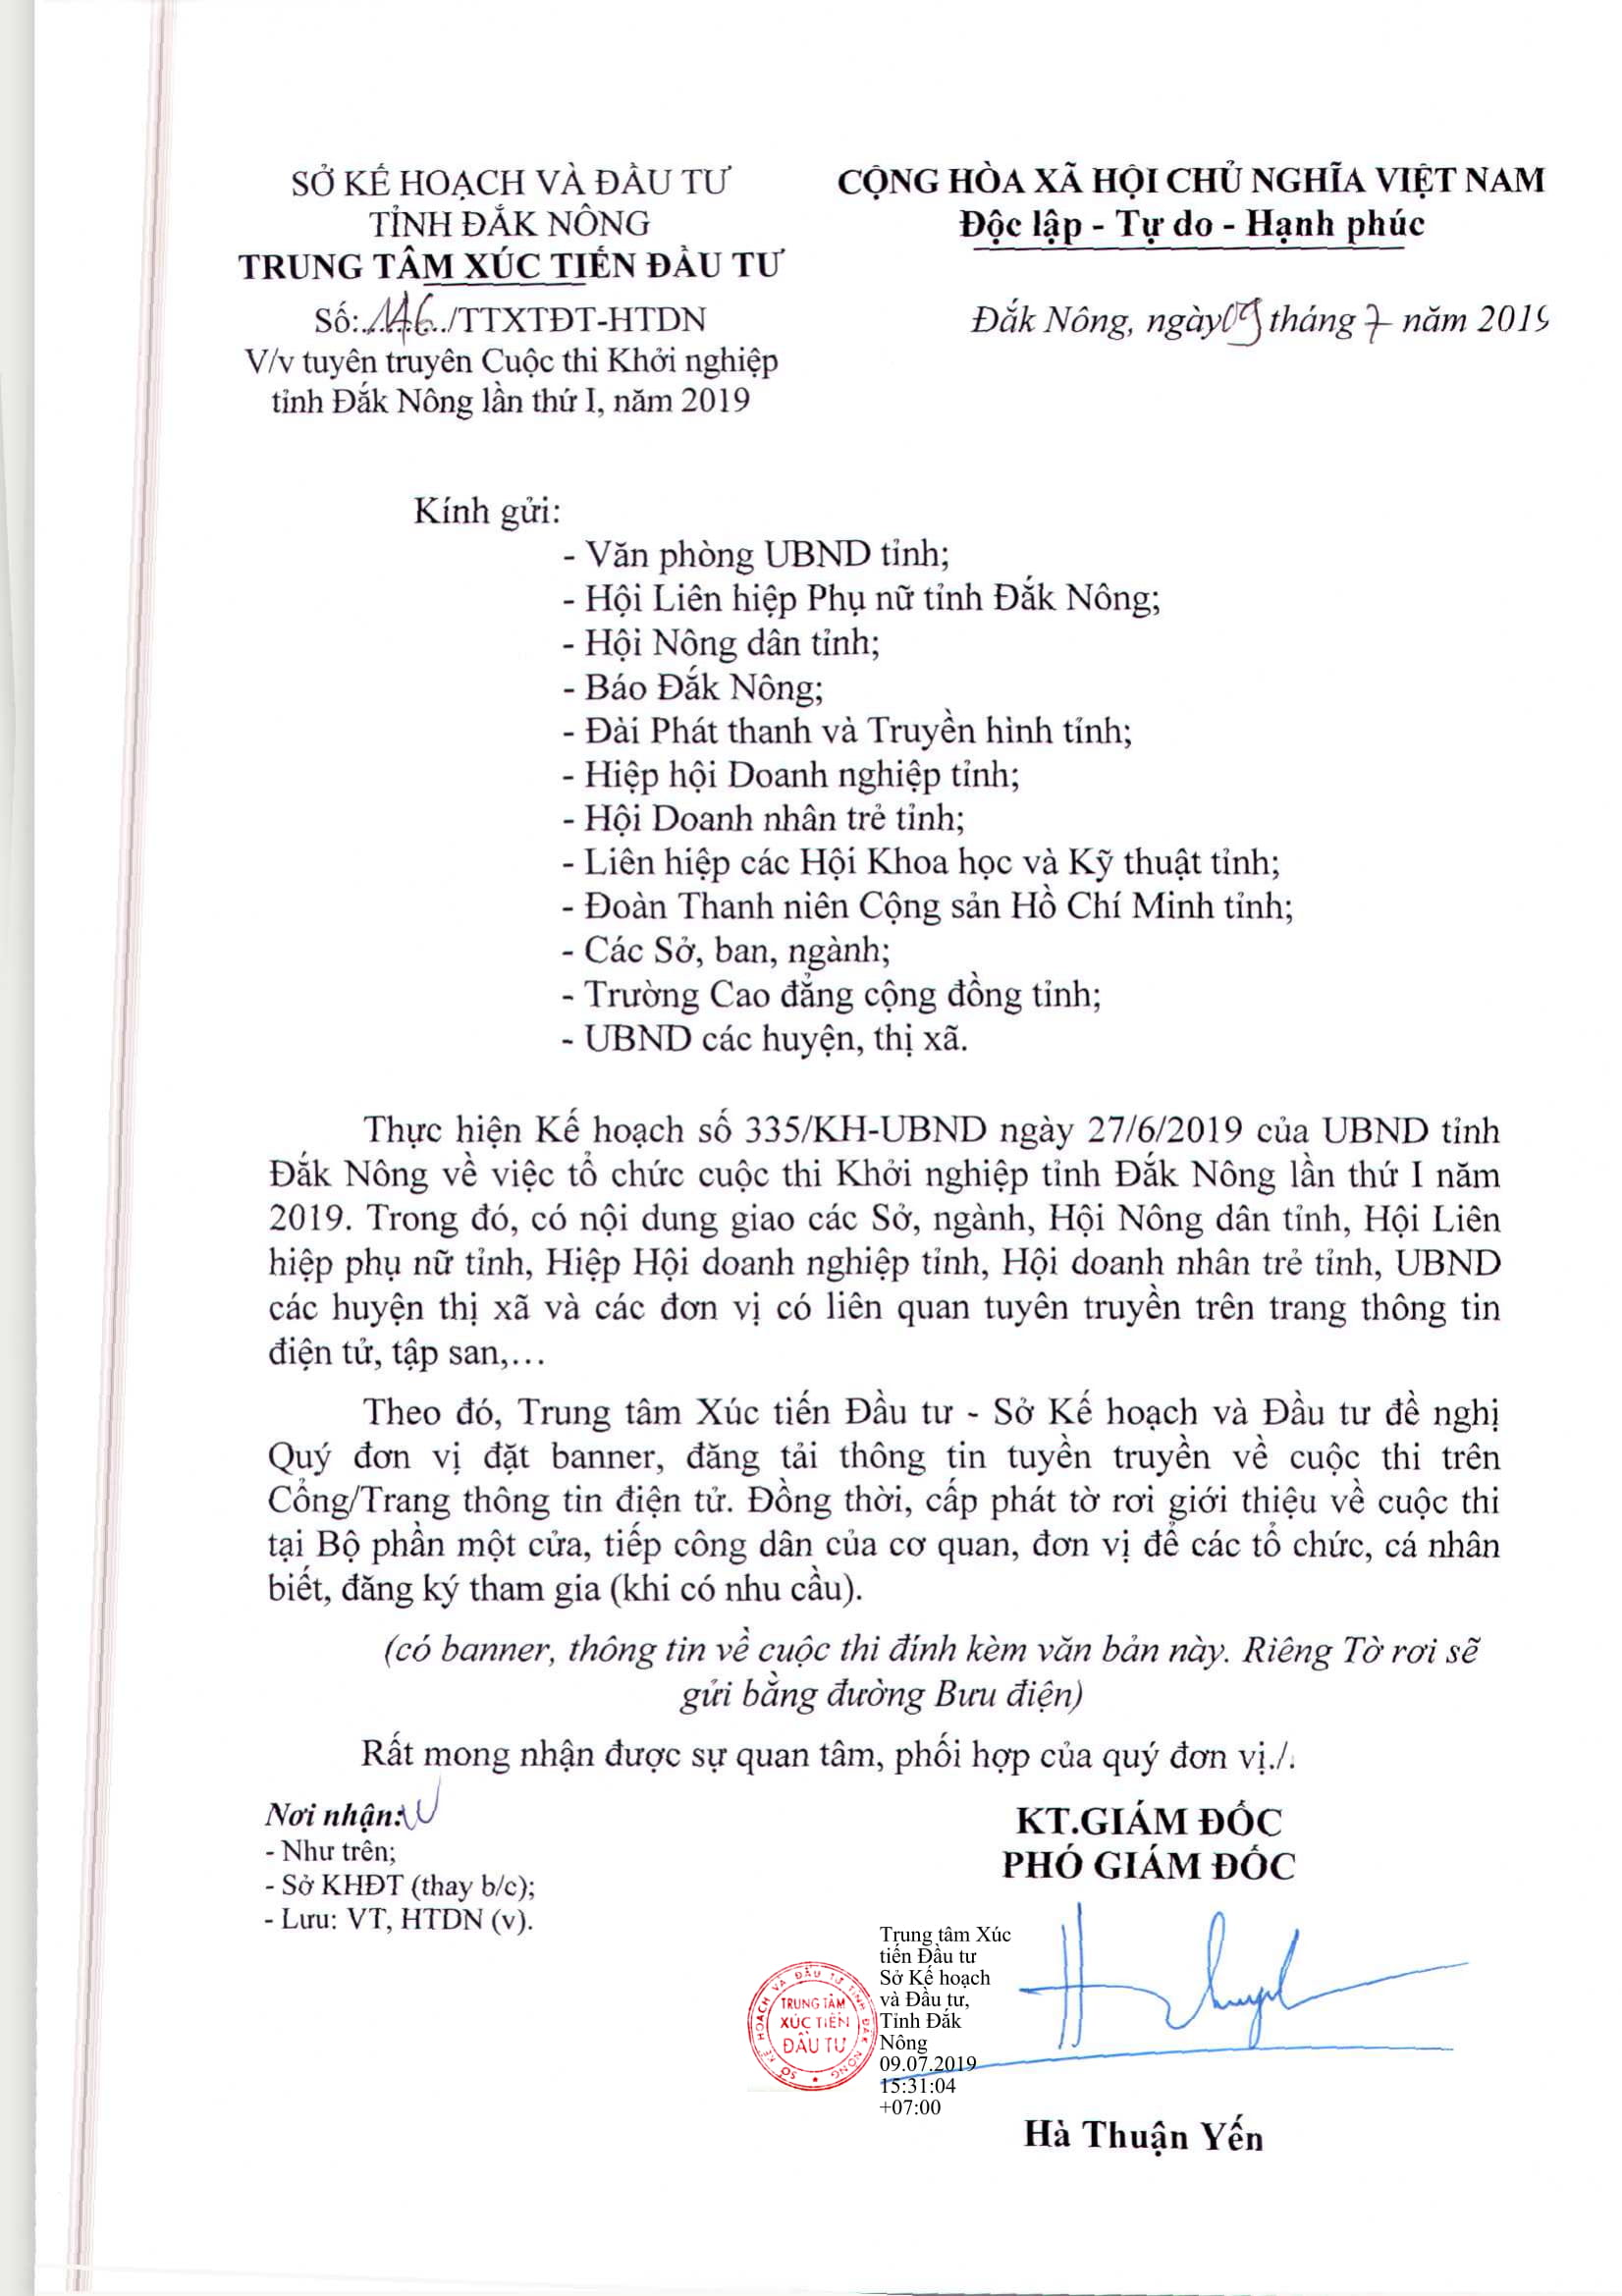 SỞ KẾ HOẠCH VÀ ĐẦU TƯ
TỈNH ĐẮK NÔNG
TRUNG TÂM XÚC TIẾN ĐẦU TƯ
Số: 146 /TTXTĐT-HTDN
V/v tuyên truyên Cuộc thi Khởi nghiệp
tỉnh Đắk Nông lần thứ I, năm 2019
CỘNG HÒA XÃ HỘI CHỦ NGHĨA VIỆT NAM
Độc lập - Tự do - Hạnh phúc
Đắk Nông, ngày 09 tháng 7 năm 2019
Kính gửi:
- Văn phòng UBND tỉnh;
- Hội Liên hiệp Phụ nữ tỉnh Đắk Nông;
- Hội Nông dân tỉnh;
- Báo Đắk Nông;
- Đài Phát thanh và Truyền hình tỉnh;
- Hiệp hội Doanh nghiệp tỉnh;
- Hội Doanh nhân trẻ tỉnh;
- Liên hiệp các Hội Khoa học và Kỹ thuật tỉnh;
- Đoàn Thanh niên Cộng sản Hồ Chí Minh tỉnh;
- Các Sở, ban, ngành;
- Trường Cao đẳng cộng đồng tỉnh;
- UBND các huyện, thị xã.
Thực hiện Kế hoạch số 335/KH-UBND ngày 27/6/2019 của UBND tỉnh
Đắk Nông về việc tổ chức cuộc thi Khởi nghiệp tỉnh Đắk Nông lần thứ I năm
2019. Trong đó, có nội dung giao các Sở, ngành, Hội Nông dân tỉnh, Hội Liên
hiệp phụ nữ tỉnh, Hiệp Hội doanh nghiệp tỉnh, Hội doanh nhân trẻ tỉnh, UBND
các huyện thị xã và các đơn vị có liên quan tuyên truyền trên trang thông tin
điện tử, tập san,…
Theo đó, Trung tâm Xúc tiến Đầu tư - Sở Kế hoạch và Đầu tư đề nghị
Quý đơn vị đặt banner, đăng tải thông tin tuyền truyền về cuộc thi trên
Cổng/Trang thông tin điện tử. Đồng thời, cấp phát tờ rơi giới thiệu về cuộc thi
tại Bộ phần một cửa, tiếp công dân của cơ quan, đơn vị để các tổ chức, cá nhân
biết, đăng ký tham gia (khi có nhu cầu).
(có banner, thông tin về cuộc thi đính kèm văn bản này. Riêng Tờ rơi sẽ
gửi bằng đường Bưu điện)
Rất mong nhận được sự quan tâm, phối hợp của quý đơn vị./.
Nơi nhận:
- Như trên;
- Sở KHĐT (thay b/c);
- Lưu: VT, HTDN (v).
KT.GIÁM ĐỐC
PHÓ GIÁM ĐỐC
SỞ KẾ HOẠCH VÀ ĐẦU TƯ TỈNH ĐẮK NÔNG
TRUNG TÂM
XÚC TIẾN
ĐẦU TƯ
Trung tâm Xúc
tiến Đầu tư
Sở Kế hoạch
và Đầu tư,
Tỉnh Đắk
Nông
09.07.2019
15:31:04
+07:00
Hà Thuận Yến